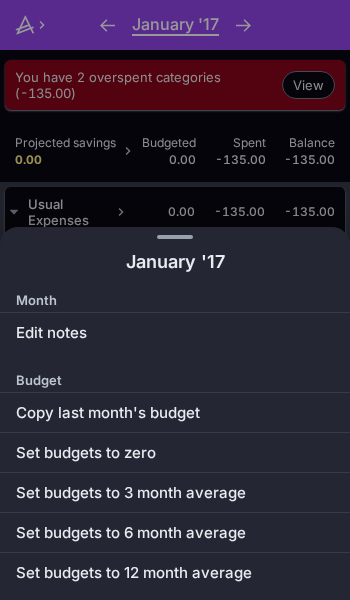 January '17
You have 2 overspent categories
(-135.00)
View
Projected savings Budgeted Spent Balance
0.00 0.00 -135.00 -135.00
Usual
Expenses
0.00 -135.00 -135.00
January '17
Month
Edit notes
Budget
Copy last month's budget
Set budgets to zero
Set budgets to 3 month average
Set budgets to 6 month average
Set budgets to 12 month average